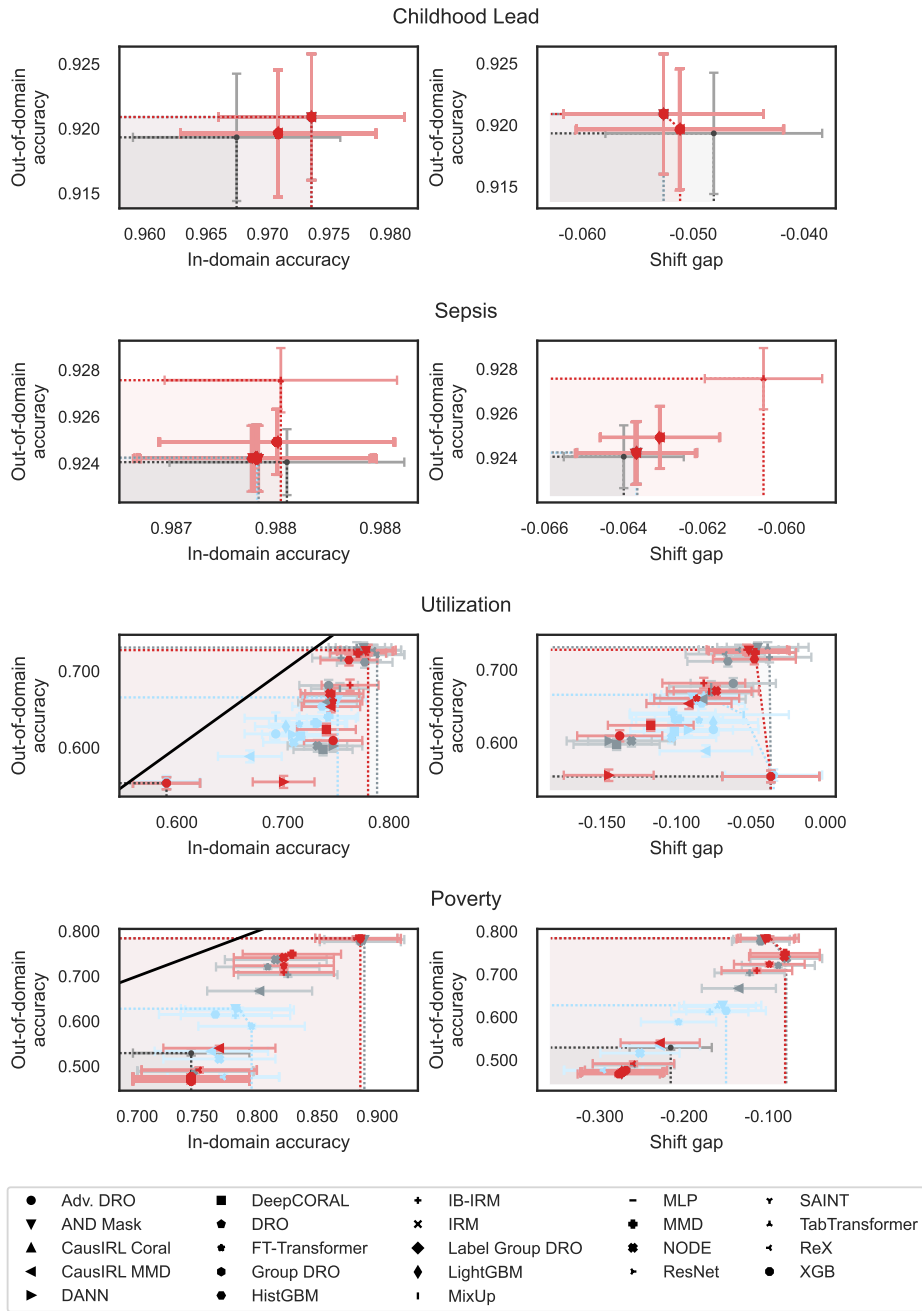 Childhood Lead
Out-of-domain
accuracy
0.925
0.920
0.915
0.960 0.965 0.970 0.975 0.980
In-domain accuracy
Out-of-domain
accuracy
0.925
0.920
0.915
-0.060 -0.050 -0.040
Shift gap
Sepsis
Out-of-domain
accuracy
0.928
0.926
0.924
0.987 0.988 0.988
In-domain accuracy
Out-of-domain
accuracy
0.928
0.926
0.924
-0.066 -0.064 -0.062 -0.060
Shift gap
Utilization
Out-of-domain
accuracy
0.700
0.600
0.600 0.700 0.800
In-domain accuracy
Out-of-domain
accuracy
0.700
0.600
-0.150 -0.100 -0.050 0.000
Shift gap
Poverty
Out-of-domain
accuracy
0.800
0.700
0.600
0.500
0.700 0.750 0.800 0.850 0.900
In-domain accuracy
Out-of-domain
accuracy
0.800
0.700
0.600
0.500
-0.300 -0.200 -0.100
Shift gap
Adv. DRO
AND Mask
CausIRL Coral
CausIRL MMD
DANN
DeepCORAL
DRO
FT-Transformer
Group DRO
HistGBM
IB-IRM
IRM
Label Group DRO
LightGBM
MixUp
MLP
MMD
NODE
ResNet
SAINT
TabTransformer
ReX
XGB